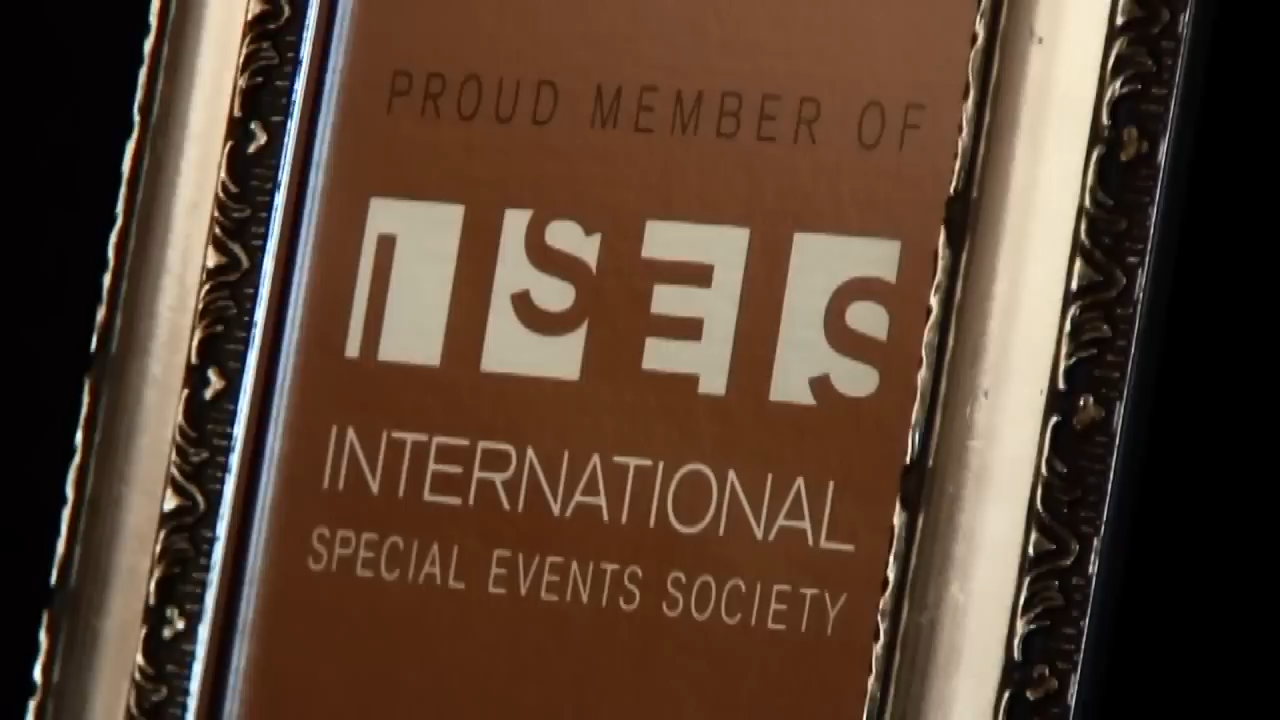 PROUD MEMBER OF
ISES
INTERNATIONAL
SPECIAL EVENTS SOCIETY